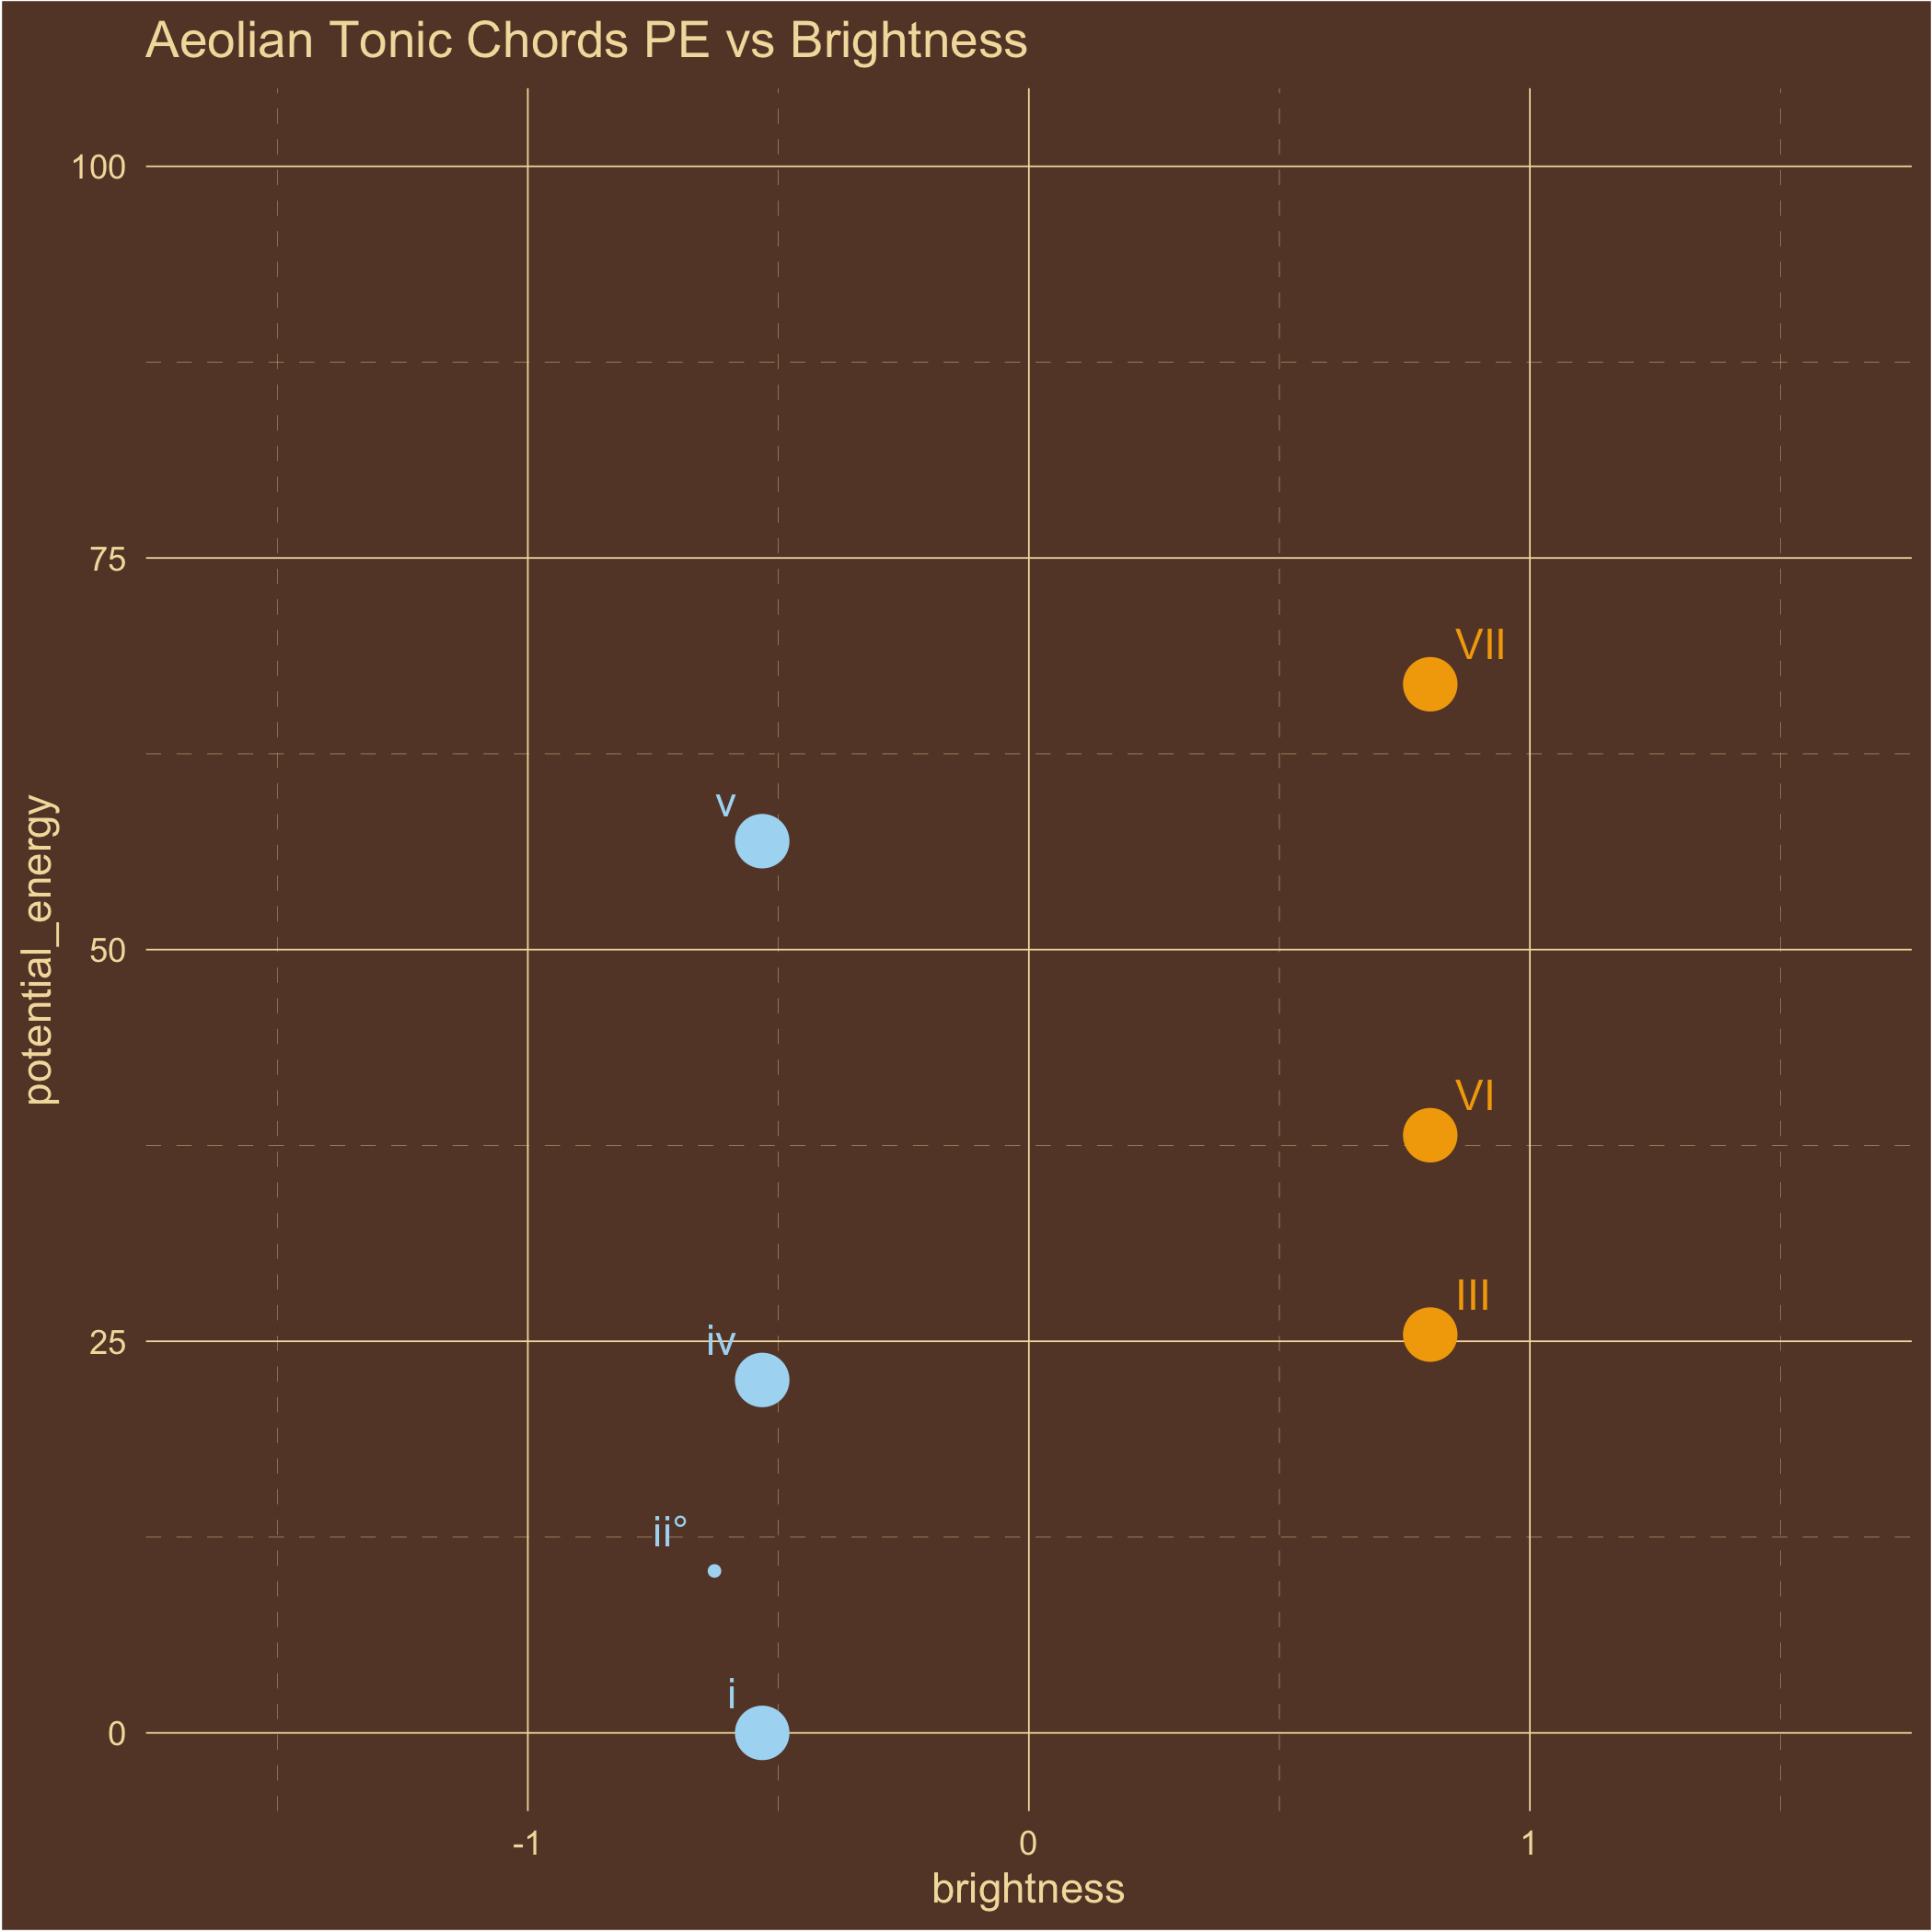 Aeolian Tonic Chords PE vs Brightness
100
75
50
25
0
potential_energy
VII
v
VI
III
iv
ii°
i
-1
0
1
brightness